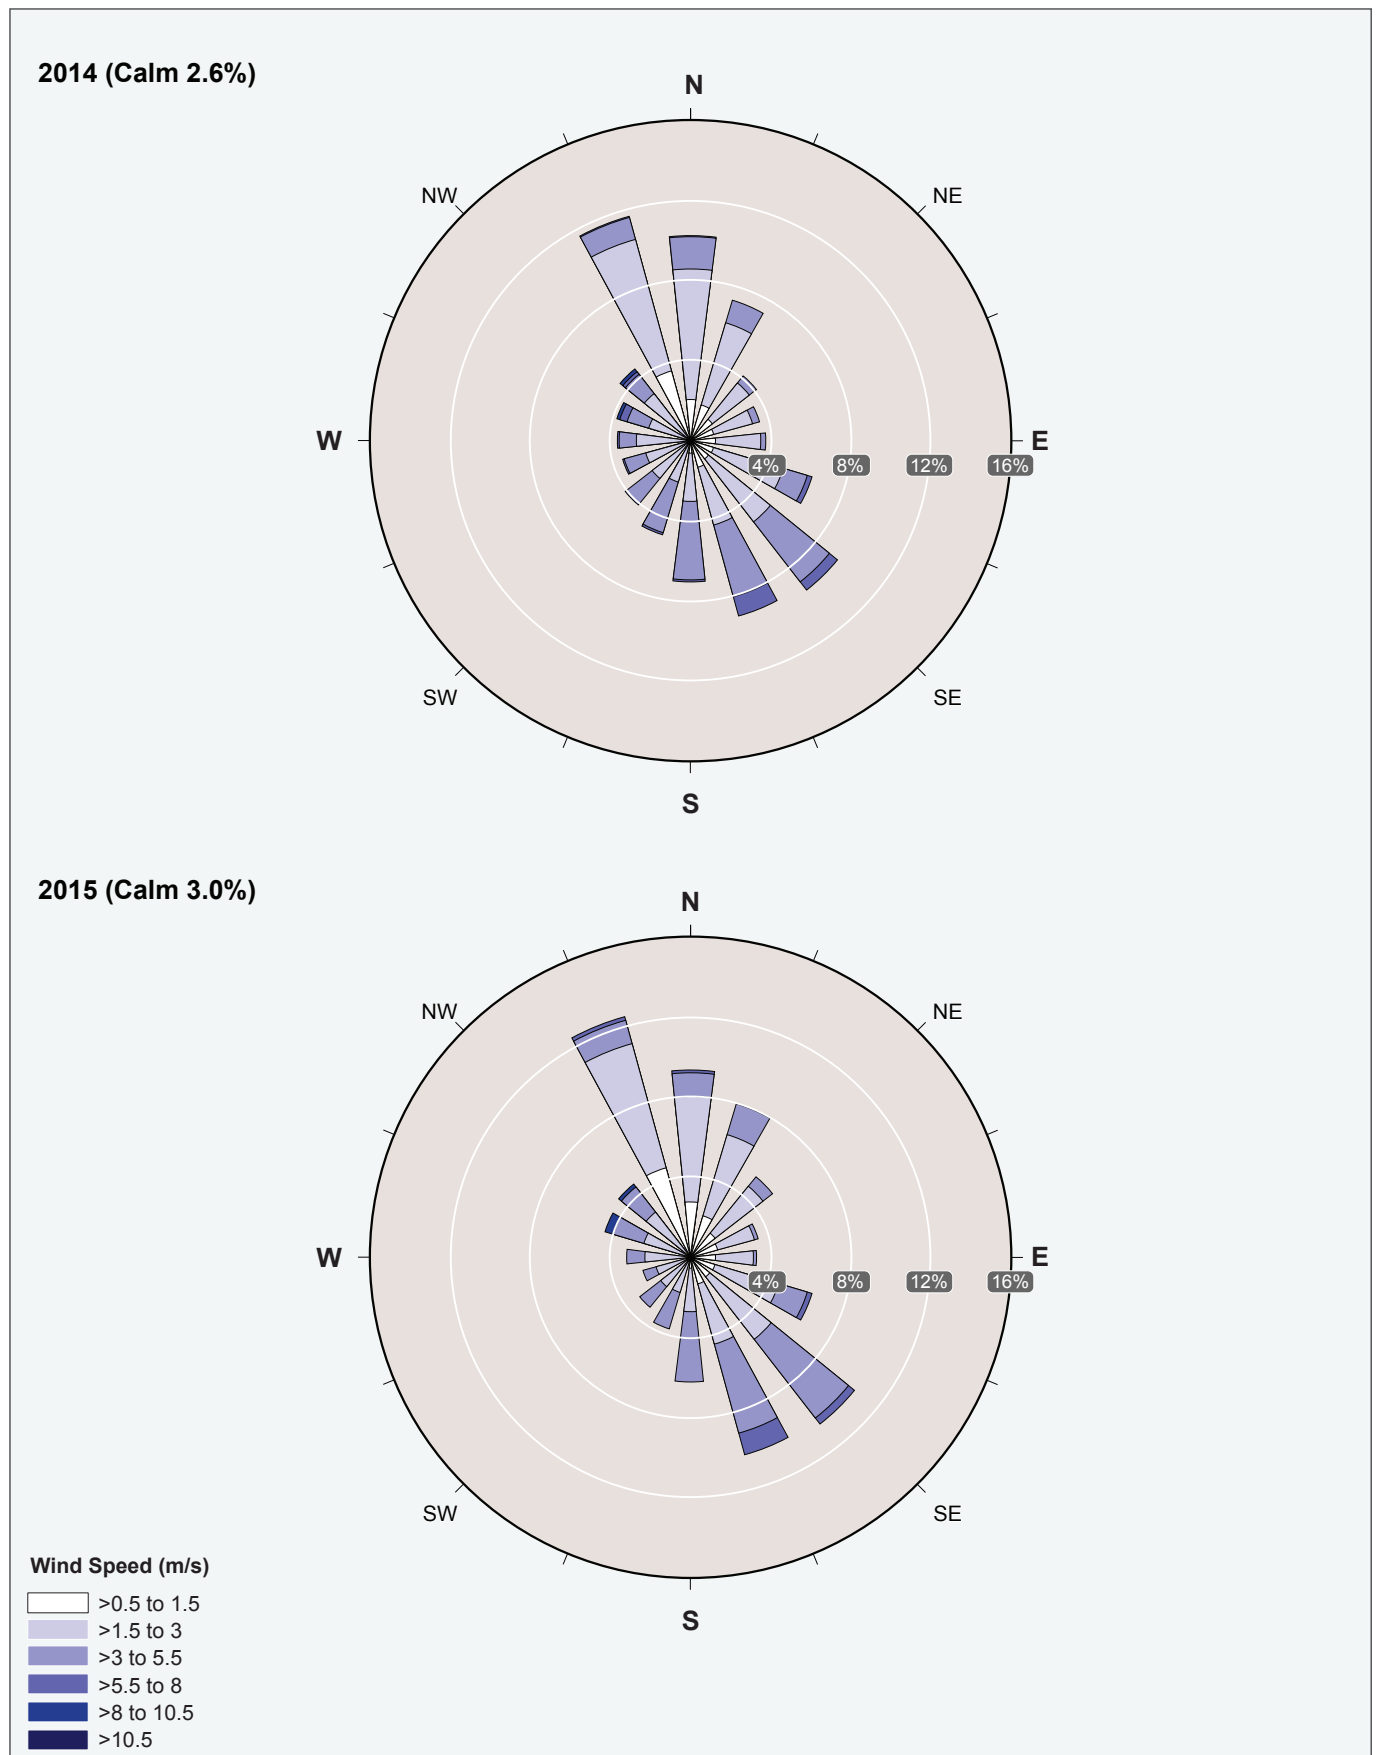 2014 (Calm 2.6%)
N
NW
NE
W
E
4%
8%
12%
16%
SW
SE
S
2015 (Calm 3.0%)
N
NW
NE
W
E
4%
8%
12%
16%
SW
SE
S
Wind Speed (m/s)
>0.5 to 1.5
>1.5 to 3
>3 to 5.5
>5.5 to 8
>8 to 10.5
>10.5